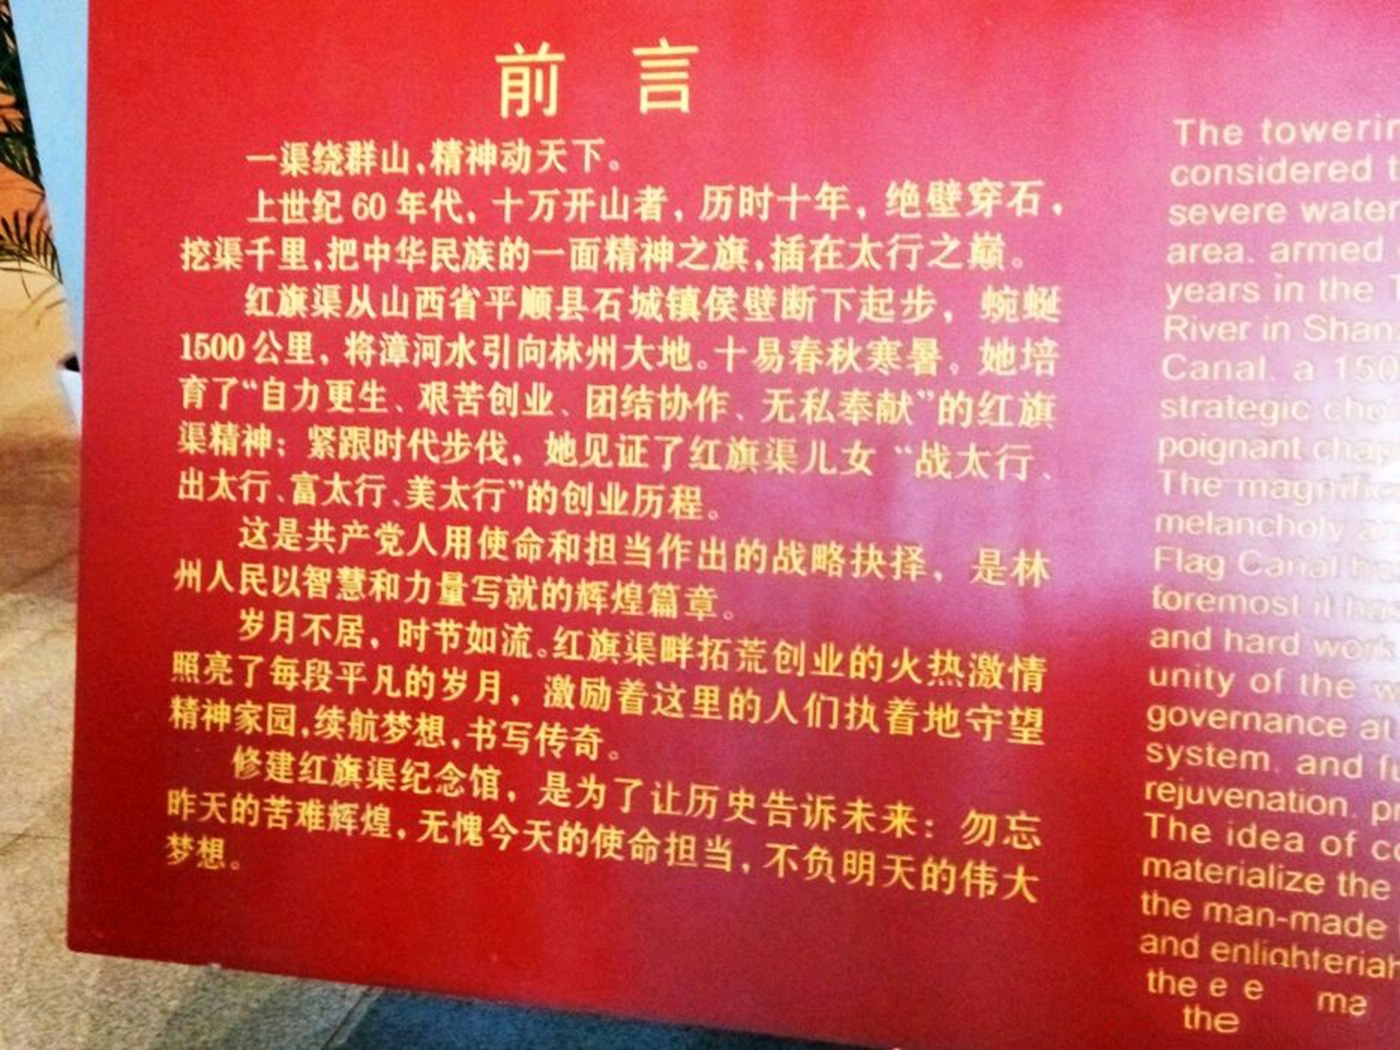 前言
一渠绕群山,精神动天下。
上世纪60年代,十万开山者,历时十年,绝壁穿石,
挖渠千里,把中华民族的一面精神之旗,插在太行之巅。
红旗渠从山西省平顺县石城镇侯壁断下起步,蜿蜒
1500公里,将漳河水引向林州大地。十易春秋寒暑。她培
育了“自力更生、艰苦创业、团结协作、无私奉献”的红旗
渠精神;紧跟时代步伐,她见证了红旗渠儿女“战太行、
出太行、富太行、美太行”的创业历程。
这是共产党人用使命和担当作出的战略抉择,是林
州人民以智慧和力量写就的辉煌篇章。
岁月不居,时节如流。红旗渠畔拓荒创业的火热激情
照亮了每段平凡的岁月,激励着这里的人们执着地守望
精神家园,续航梦想,书写传奇。
修建红旗渠纪念馆,是为了让历史告诉未来:勿忘
昨天的苦难辉煌,无愧今天的使命担当,不负明天的伟大
梦想。
The toweri
considered t
severe wate
area. armed
years in the
River in Shan
Canal. a 150
strategic cho
poignant cha
The magnific
melancholy a
Flag Canal
foremost it ha
and hard work
unity of the w
governance at
system. and fu
rejuvenation. p
The idea of co
materialize the
the man-made
and enlighteriah
the e e ma
the